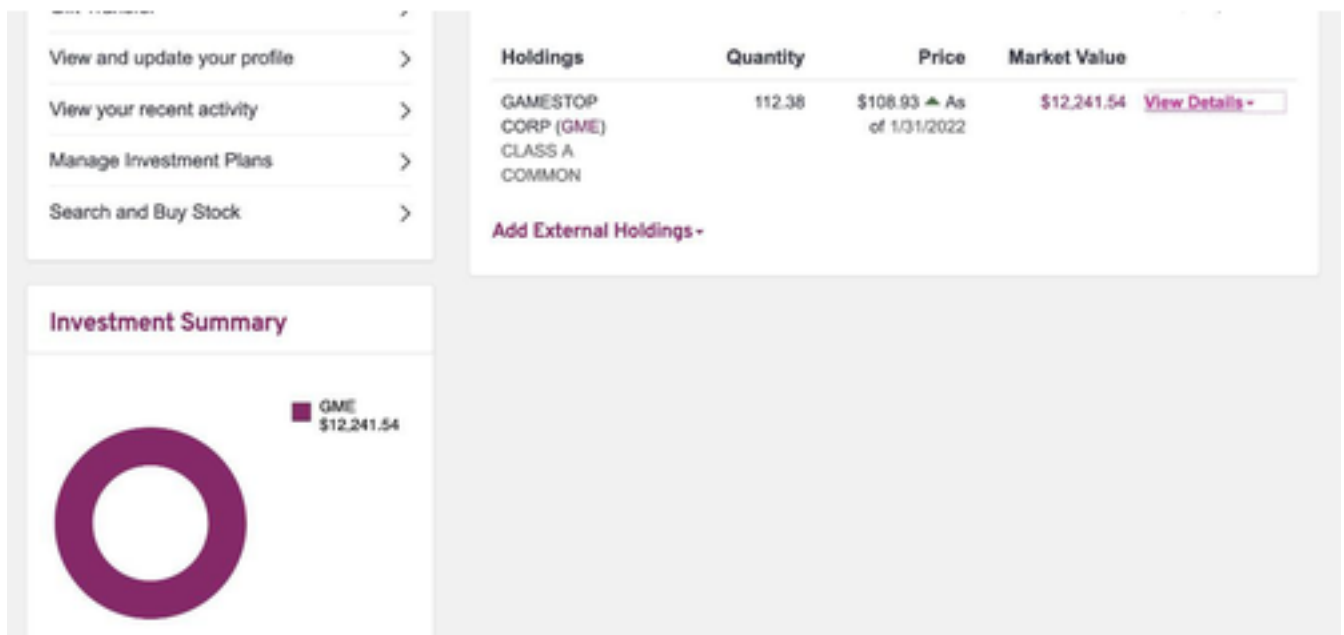 View and update your profile
View your recent activity
Manage Investment Plans
Search and Buy Stock
Holdings Quantity Price Market Value
GAMESTOP 112.38 $108.93 ▲ As $12,241.54 View Details
CORP (GME) of 1/31/2022
CLASS A
COMMON
Add External Holdings
Investment Summary
GME
$12,241.54